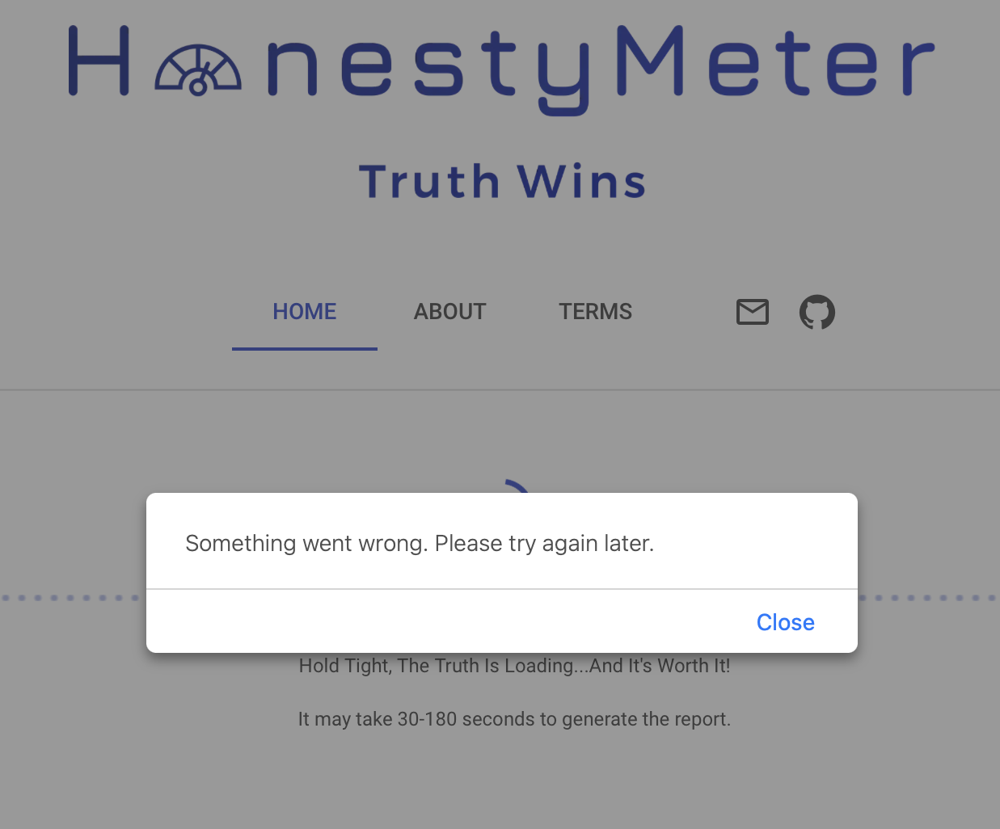 HonestyMeter
Truth Wins
HOME ABOUT TERMS
Something went wrong. Please try again later.
Close
Hold Tight, The Truth Is Loading...And It's Worth It!
It may take 30-180 seconds to generate the report.